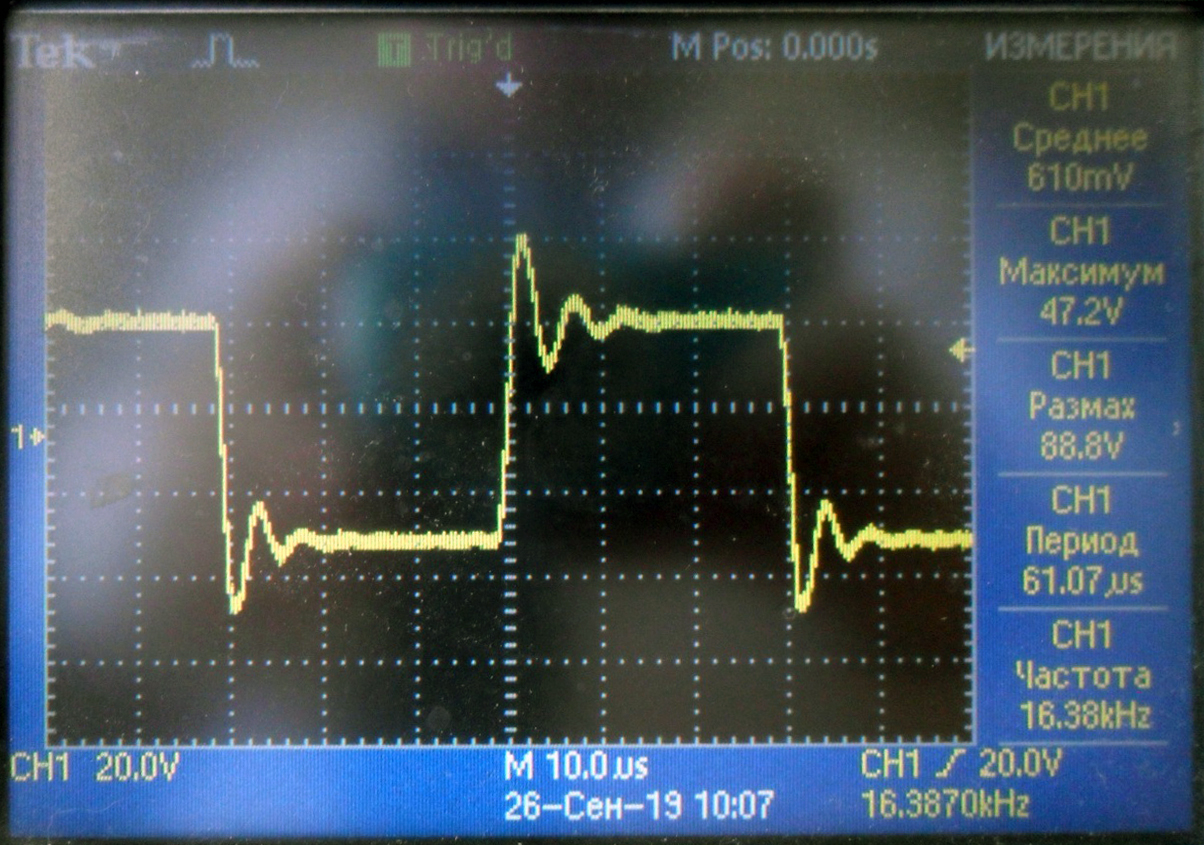 Tek Trig'd M Pos: 0.000s ИЗМЕРЕНИЯ
CH1
Среднее
610mV
CH1
Максимум
47.2V
CH1
Размах
88.8V
CH1
Период
61.07µs
CH1
Частота
16.38kHz
1
CH1 20.0V M 10.0µs CH1 20.0V
26-Сен-19 10:07 16.3870kHz